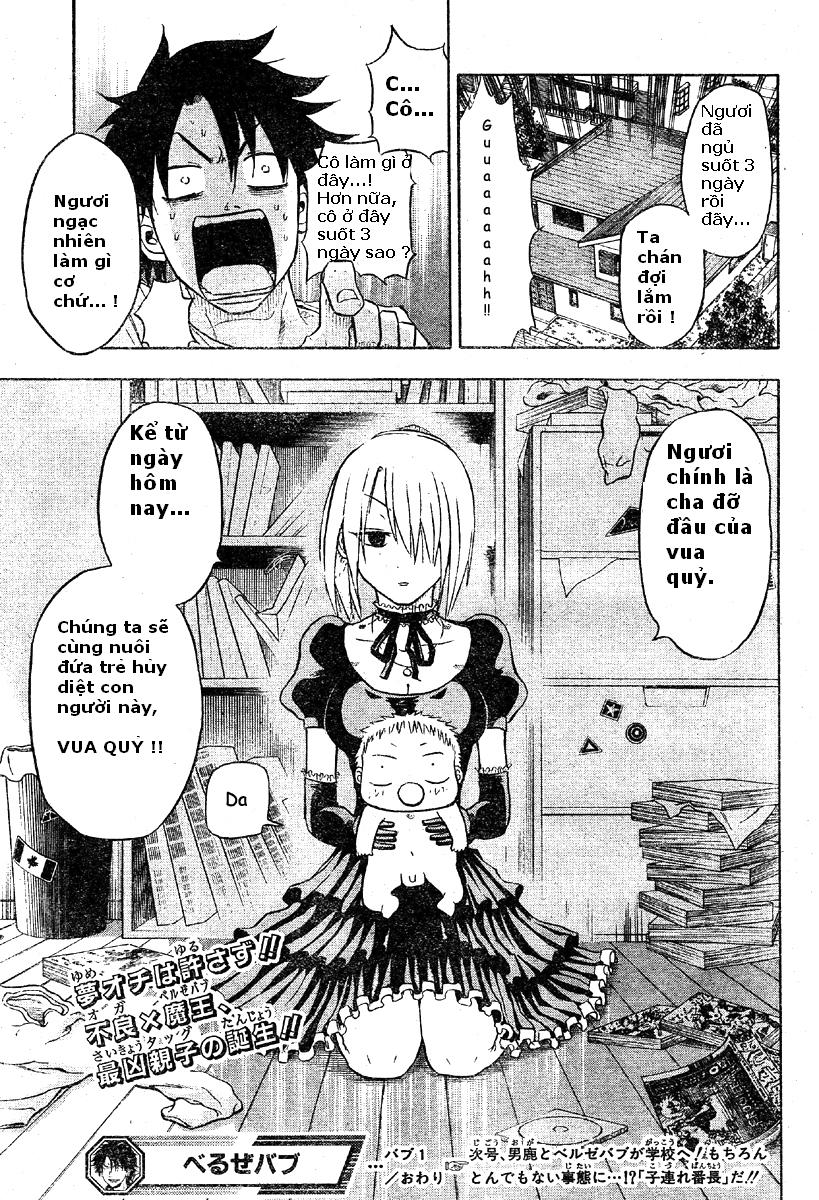 Ngươi
đã
ngủ
suốt 3
ngày
rồi
đấy...
Ta
chán
đợi
lắm
rồi !
Guuaaaaaahh!!
C...
Cô...
Cô làm gì ở
đây...!
Hơn nữa,
cô ở đây
suốt 3
ngày sao ?
Ngươi
ngạc
nhiên
làm gì
cơ
chứ... !
Ngươi
chính là
cha đỡ
đầu của
vua
quỷ.
Kể từ
ngày
hôm
nay...
Chúng ta sẽ
cùng nuôi
đứa trẻ hủy
diệt con
người này,
VUA QUỶ !!
Da
夢オチは許さず!!
不良×魔王、
最凶親子の誕生!!
べるぜバブ
…バブ1
／おわり
☞次号、男鹿とベルゼバブが学校へ!もちろん
とんでもない事態に…!?「子連れ番長」だ!!